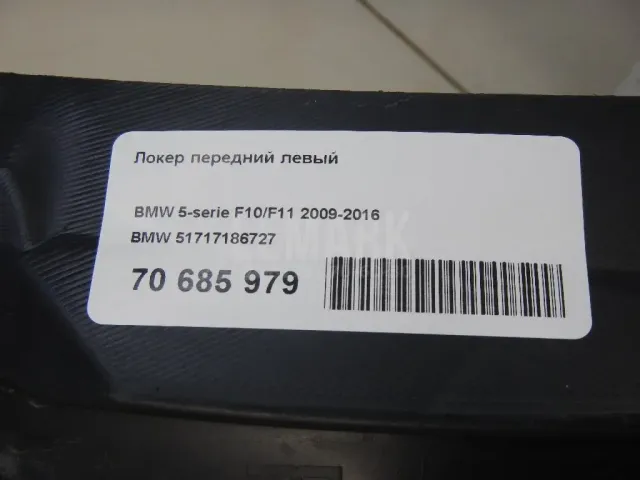 Локер передний левый
BMW 5-serie F10/F11 2009-2016
BMW 51717186727
70 685 979